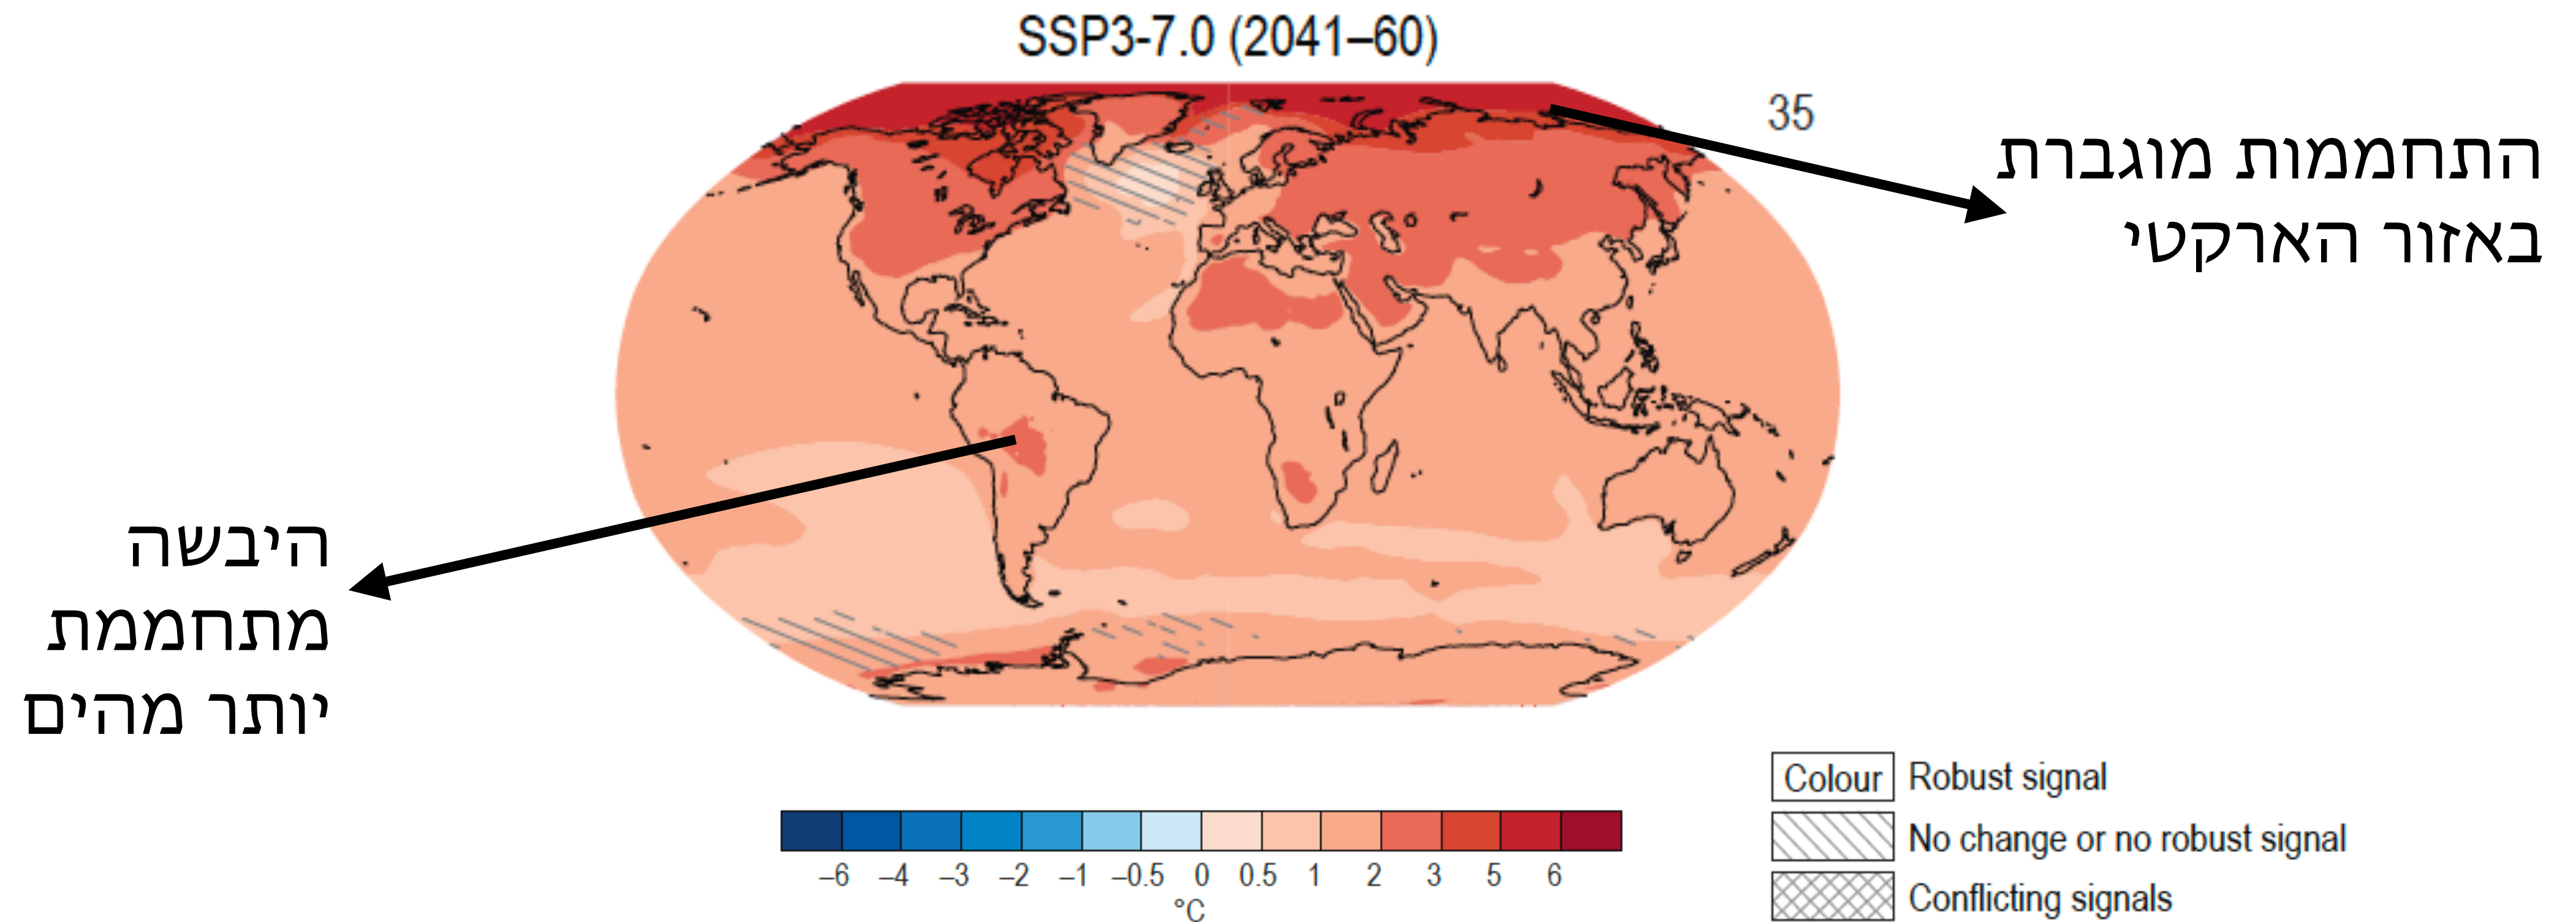 SSP3-7.0 (2041–60)
35
התחממות מוגברת
באזור הארקטי
היבשה
מתחממת
יותר מהים
–6 –4 –3 –2 –1 –0.5 0 0.5 1 2 3 5 6
°C
Colour Robust signal
No change or no robust signal
Conflicting signals